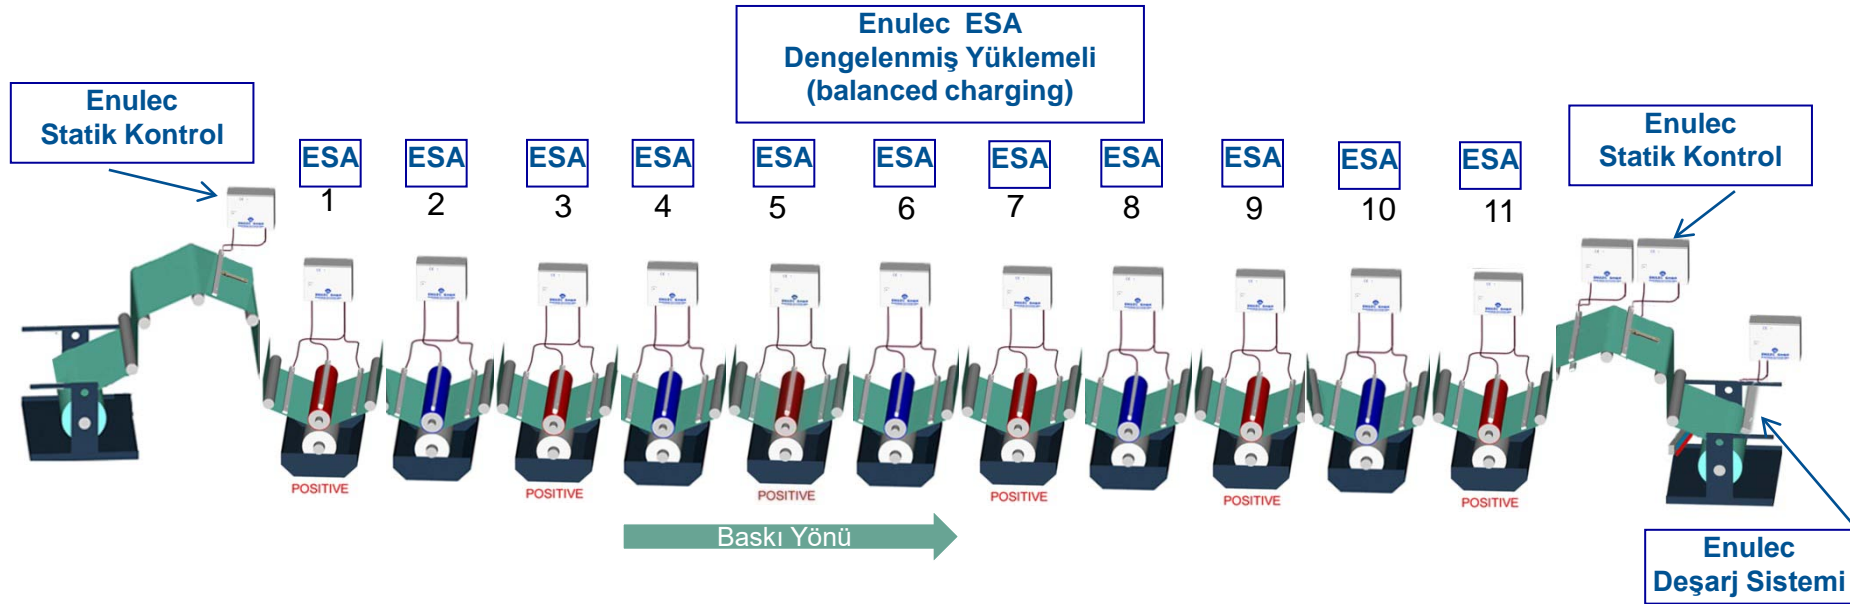 Enulec ESA
Dengelenmiş Yüklemeli
(balanced charging)
Enulec
Statik Kontrol
Enulec
Statik Kontrol
ESA
ESA
ESA
ESA
ESA
ESA
ESA
ESA
ESA
ESA
ESA
1
2
3
4
5
6
7
8
9
10
11
POSITIVE
POSITIVE
POSITIVE
POSITIVE
POSITIVE
POSITIVE
Baskı Yönü
Enulec
Deşarj Sistemi